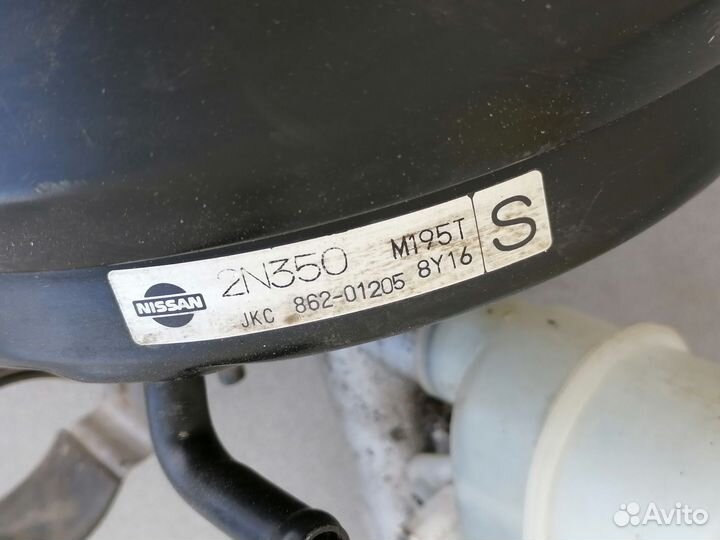 NISSAN
2N350 M195T
JKC 862-01205 8Y16
S
Avito